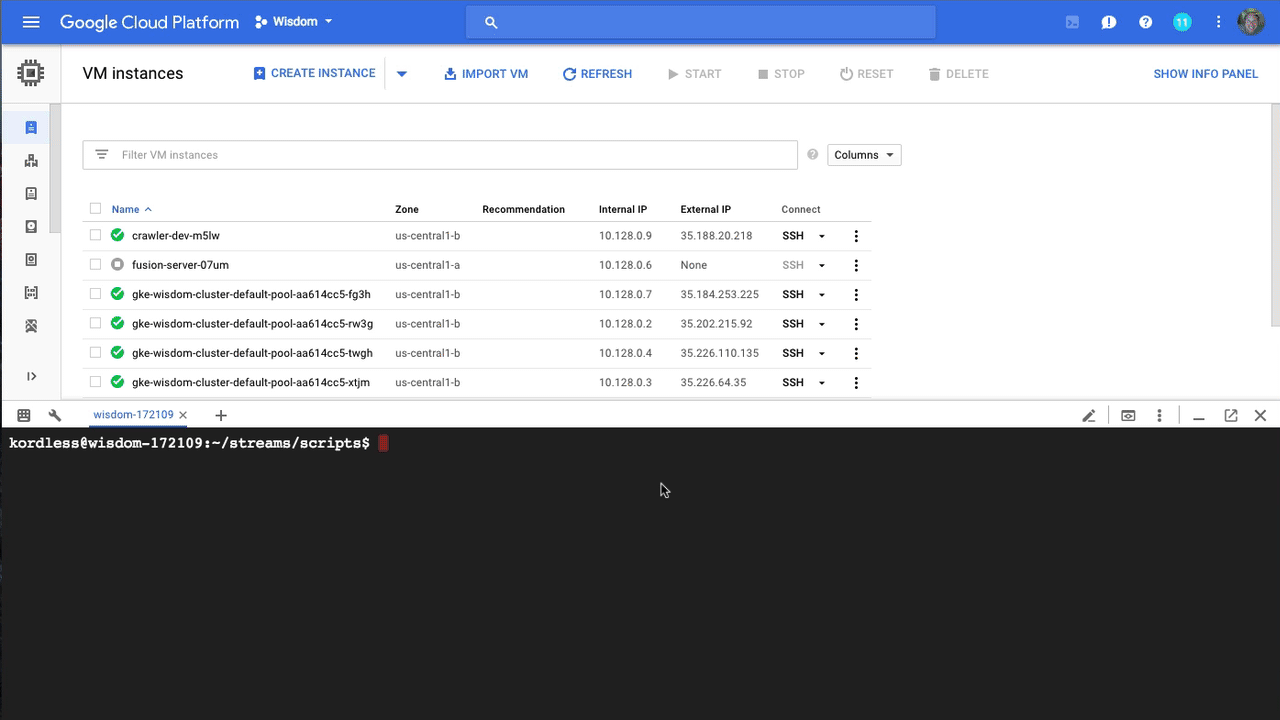 Google Cloud Platform Wisdom 11
VM instances CREATE INSTANCE IMPORT VM REFRESH START STOP RESET DELETE SHOW INFO PANEL
Filter VM instances Columns
Name Zone Recommendation Internal IP External IP Connect
crawler-dev-m5lw us-central1-b 10.128.0.9 35.188.20.218 SSH
fusion-server-07um us-central1-a 10.128.0.6 None SSH
gke-wisdom-cluster-default-pool-aa614cc5-fg3h us-central1-b 10.128.0.7 35.184.253.225 SSH
gke-wisdom-cluster-default-pool-aa614cc5-rw3g us-central1-b 10.128.0.2 35.202.215.92 SSH
gke-wisdom-cluster-default-pool-aa614cc5-twgh us-central1-b 10.128.0.4 35.226.110.135 SSH
gke-wisdom-cluster-default-pool-aa614cc5-xtjm us-central1-b 10.128.0.3 35.226.64.35 SSH
wisdom-172109
kordless@wisdom-172109:~/streams/scripts$